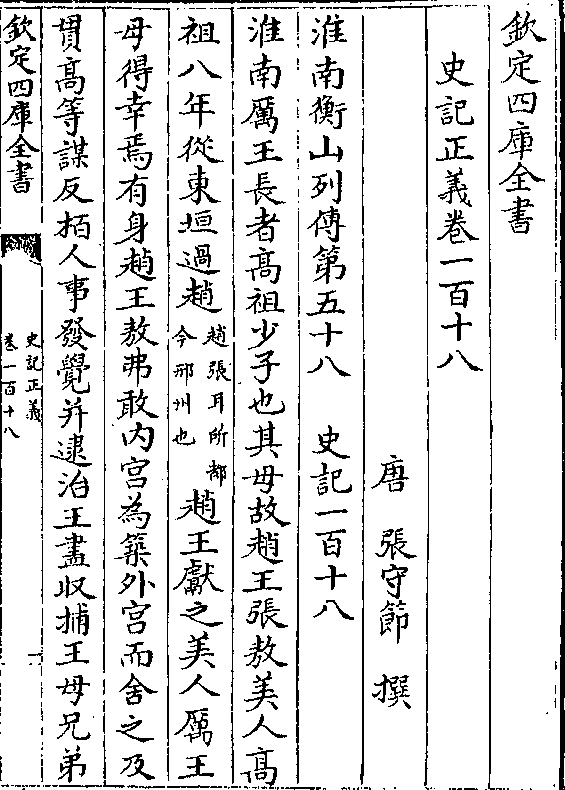 欽定四庫全書
史記正義卷一百十八
唐 張守節 撰
淮南衡山列傳第五十八 史記一百十八
淮南厲王長者髙祖少子也其母故趙王張敖美人髙
祖八年從東垣過趙趙張耳所都今邢州也趙王獻之美人厲王
母得幸焉有身趙王敖弗敢内宫為築外宫而舍之及
貫髙等謀反栢人事發覺并逮治王盡収捕王母兄弟
欽定四庫全書
史記正義
卷一百十八
一